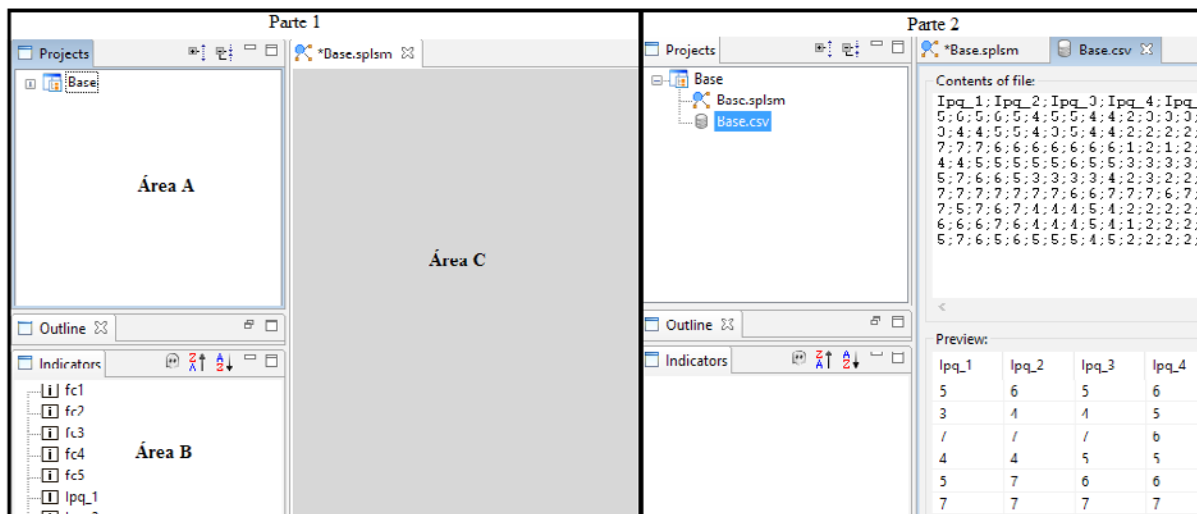 Parte 1
Projects
*Base.splsm
Base
Área A
Área C
Outline
Indicators
fc1
fc2
fc3
fc4
fc5
Ipq_1
Área B
Parte 2
Projects
Base
Base.splsm
Base.csv
Outline
Indicators
*Base.splsm
Base.csv
Contents of file:
Ipq_1;Ipq_2;Ipq_3;Ipq_4;Ipq_
5;6;5;6;5;4;5;5;4;4;2;3;3;3;
3;4;4;5;5;4;3;5;4;4;2;2;2;2;
7;7;7;6;6;6;6;6;6;6;1;2;1;2;
4;4;5;5;5;5;5;6;5;5;3;3;3;3;
5;7;6;6;5;3;3;3;3;4;2;3;2;2;
7;7;7;7;7;7;7;6;6;7;7;7;6;7;
7;5;7;6;7;4;4;4;5;4;2;2;2;2;
6;6;6;7;6;4;4;4;5;4;1;2;2;2;
5;7;6;5;6;5;5;5;4;5;2;2;2;2;
Preview:
Ipq_1 Ipq_2 Ipq_3 Ipq_4
5 6 5 6
3 4 4 5
7 7 7 6
4 4 5 5
5 7 6 6
7 7 7 7